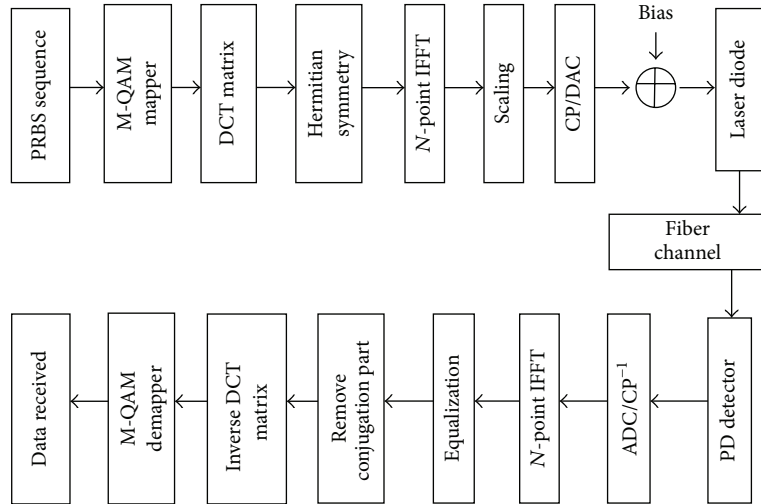 PRBS sequence
M-QAM
mapper
DCT matrix
Hermitian
symmetry
N-point IFFT
Scaling
CP/DAC
Bias
Laser diode
Fiber
channel
PD detector
ADC/CP⁻¹
N-point IFFT
Equalization
Remove
conjugation part
Inverse DCT
matrix
M-QAM
demapper
Data received